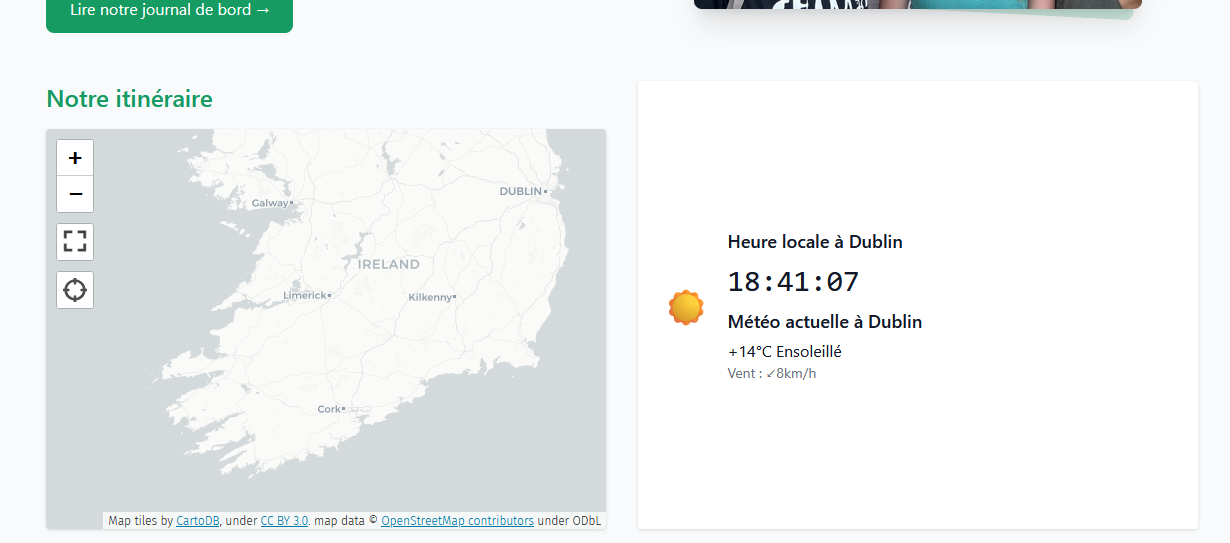 Lire notre journal de bord →
Notre itinéraire
+
−
DUBLIN
Galway
IRELAND
Limerick
Kilkenny
Cork
Map tiles by CartoDB, under CC BY 3.0. map data © OpenStreetMap contributors under ODbL
Heure locale à Dublin
18:41:07
Météo actuelle à Dublin
+14°C Ensoleillé
Vent : ↙8km/h